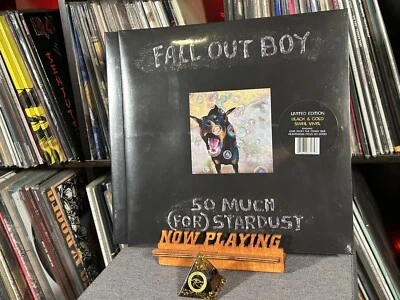 FALL OUT BOY
LIMITED EDITION
BLACK & GOLD
SWIRL VINYL
SO MUCH
(FOR) STARDUST
NOW PLAYING